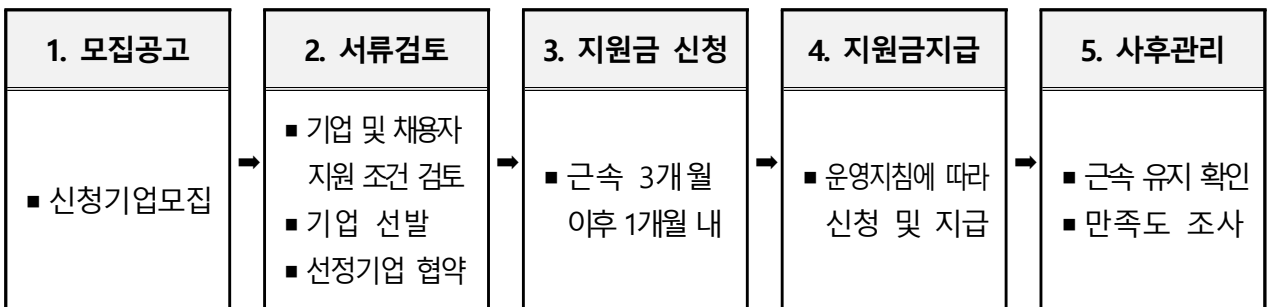 1. 모집공고
■ 신청기업모집
➡
2. 서류검토
■ 기업 및 채용자
지원 조건 검토
■ 기업 선발
■ 선정기업 협약
➡
3. 지원금 신청
■ 근속 3개월
이후 1개월 내
➡
4. 지원금지급
■ 운영지침에 따라
신청 및 지급
➡
5. 사후관리
■ 근속 유지 확인
■ 만족도 조사